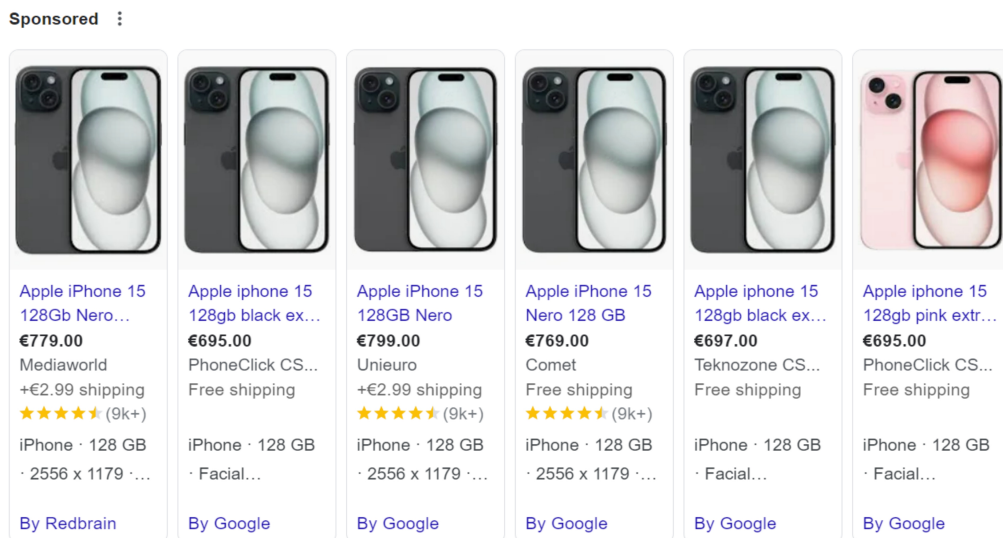 Sponsored
Apple iPhone 15
128Gb Nero...
€779.00
Mediaworld
+€2.99 shipping
(9k+)
iPhone · 128 GB
· 2556 x 1179 ·...
By Redbrain
Apple iphone 15
128gb black ex...
€695.00
PhoneClick CS...
Free shipping
iPhone · 128 GB
· Facial...
By Google
Apple iPhone 15
128GB Nero
€799.00
Unieuro
+€2.99 shipping
(9k+)
iPhone · 128 GB
· 2556 x 1179 ·...
By Google
Apple iPhone 15
Nero 128 GB
€769.00
Comet
Free shipping
(9k+)
iPhone · 128 GB
· 2556 x 1179 ·...
By Google
Apple iphone 15
128gb black ex...
€697.00
Teknozone CS...
Free shipping
iPhone · 128 GB
· Facial...
By Google
Apple iphone 15
128gb pink extr...
€695.00
PhoneClick CS...
Free shipping
iPhone · 128 GB
· Facial...
By Google